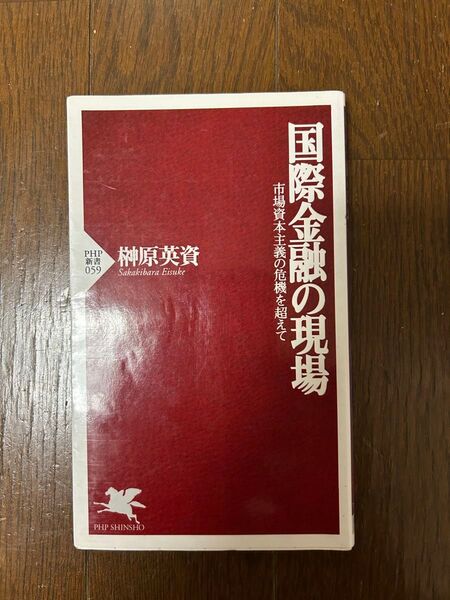 国際金融の現場
市場資本主義の危機を超えて
PHP
新書
059
榊原英資
Sakakibara Eisuke
PHP SHINSHO